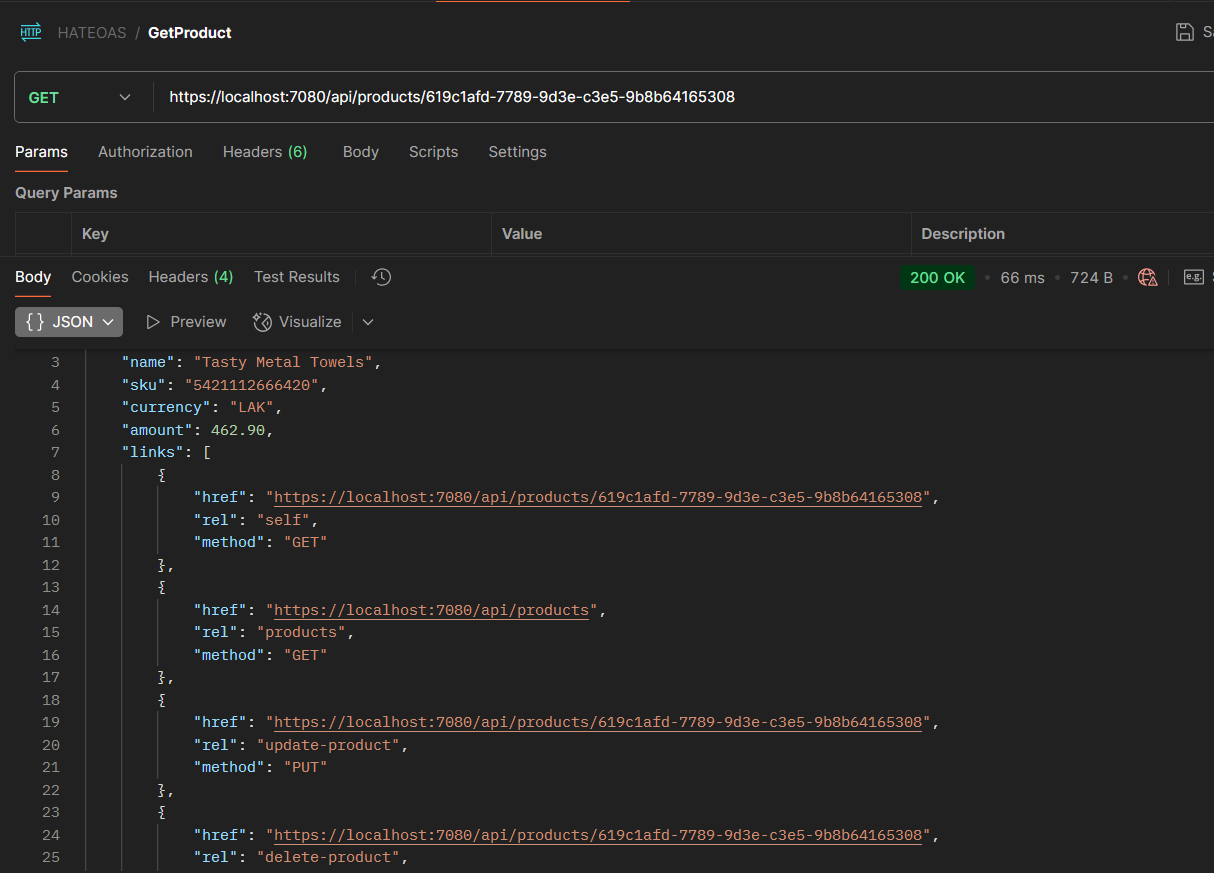 HTTP HATEOAS / GetProduct
GET https://localhost:7080/api/products/619c1afd-7789-9d3e-c3e5-9b8b64165308
Params Authorization Headers (6) Body Scripts Settings
Query Params
Key Value Description
Body Cookies Headers (4) Test Results 200 OK • 66 ms • 724 B • e.g.
{} JSON Preview Visualize
3 "name": "Tasty Metal Towels",
4 "sku": "5421112666420",
5 "currency": "LAK",
6 "amount": 462.90,
7 "links": [
8 {
9 "href": "https://localhost:7080/api/products/619c1afd-7789-9d3e-c3e5-9b8b64165308",
10 "rel": "self",
11 "method": "GET"
12 },
13 {
14 "href": "https://localhost:7080/api/products",
15 "rel": "products",
16 "method": "GET"
17 },
18 {
19 "href": "https://localhost:7080/api/products/619c1afd-7789-9d3e-c3e5-9b8b64165308",
20 "rel": "update-product",
21 "method": "PUT"
22 },
23 {
24 "href": "https://localhost:7080/api/products/619c1afd-7789-9d3e-c3e5-9b8b64165308",
25 "rel": "delete-product",